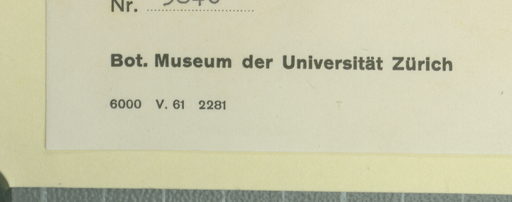 Nr.
Bot. Museum der Universität Zürich
6000 V. 61 2281